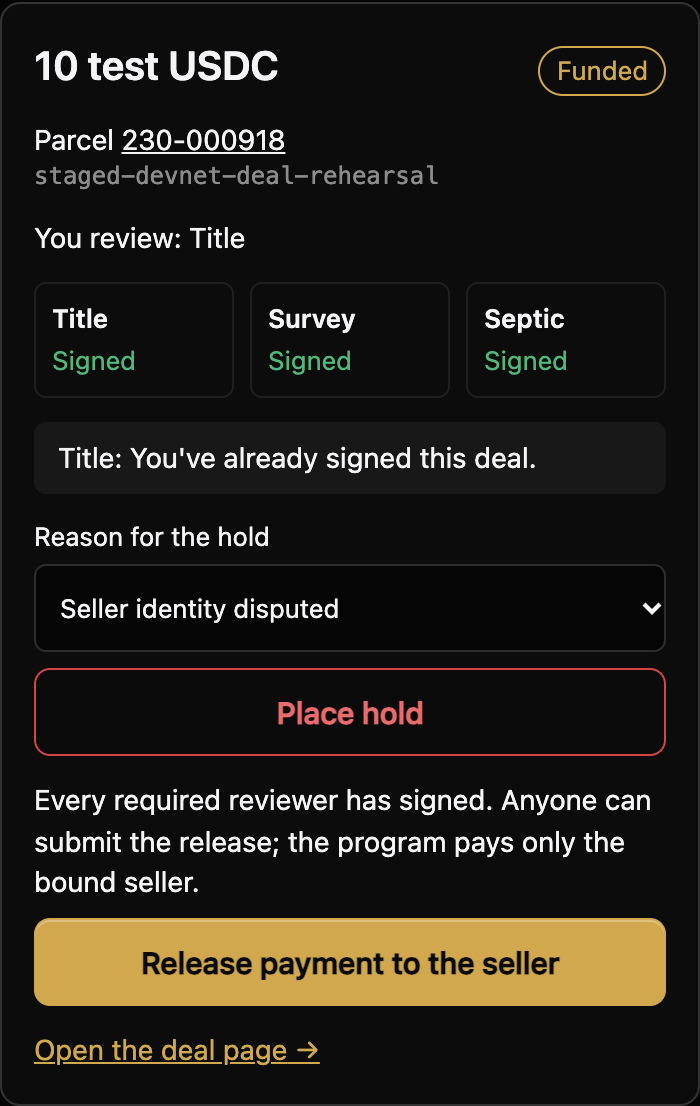 10 test USDC
Funded
Parcel 230-000918
staged-devnet-deal-rehearsal
You review: Title
Title
Signed
Survey
Signed
Septic
Signed
Title: You've already signed this deal.
Reason for the hold
Seller identity disputed
Place hold
Every required reviewer has signed. Anyone can
submit the release; the program pays only the
bound seller.
Release payment to the seller
Open the deal page →